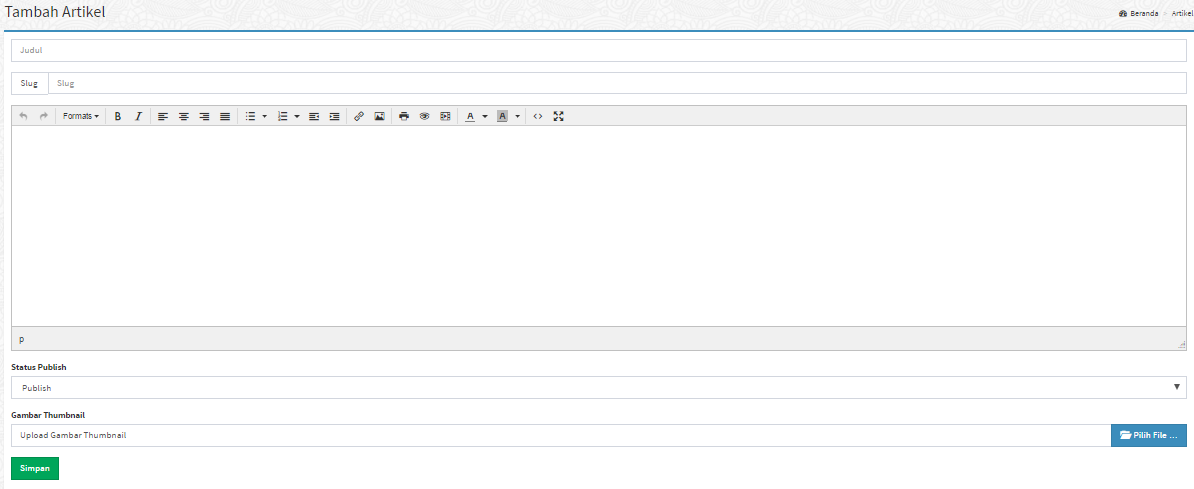 Tambah Artikel
Beranda Artikel
Judul
Slug Slug
Formats B I A A
p
Status Publish
Publish
Gambar Thumbnail
Upload Gambar Thumbnail Pilih File ...
Simpan